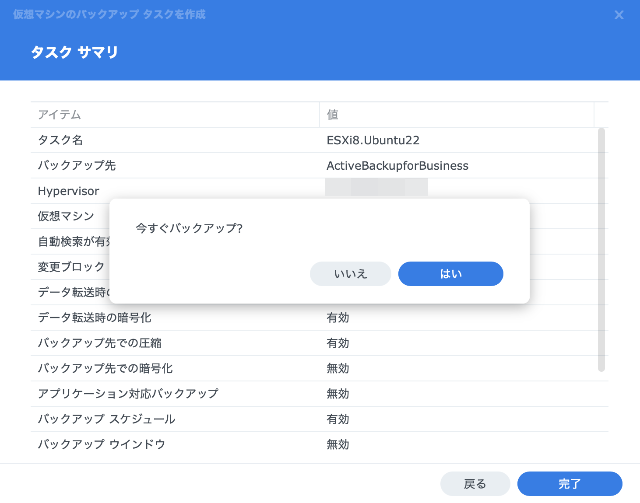 仮想マシンのバックアップ タスクを作成
タスク サマリ
アイテム 値
タスク名 ESXi8.Ubuntu22
バックアップ先 ActiveBackupforBusiness
Hypervisor
仮想マシン
自動検索が有効
変更ブロック
データ転送時の
今すぐバックアップ?
いいえ はい
データ転送時の暗号化 有効
バックアップ先での圧縮 有効
バックアップ先での暗号化 無効
アプリケーション対応バックアップ 無効
バックアップ スケジュール 有効
バックアップ ウインドウ 無効
戻る 完了